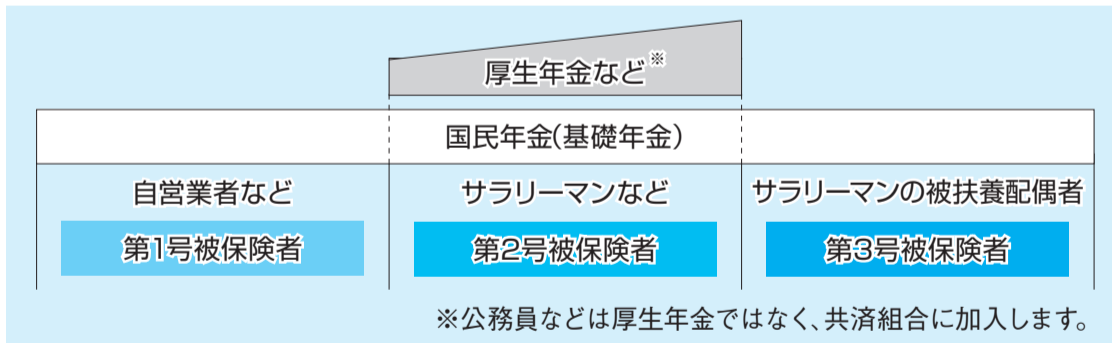 厚生年金など※
国民年金(基礎年金)
自営業者など
サラリーマンなど
サラリーマンの被扶養配偶者
第1号被保険者
第2号被保険者
第3号被保険者
※公務員などは厚生年金ではなく、共済組合に加入します。